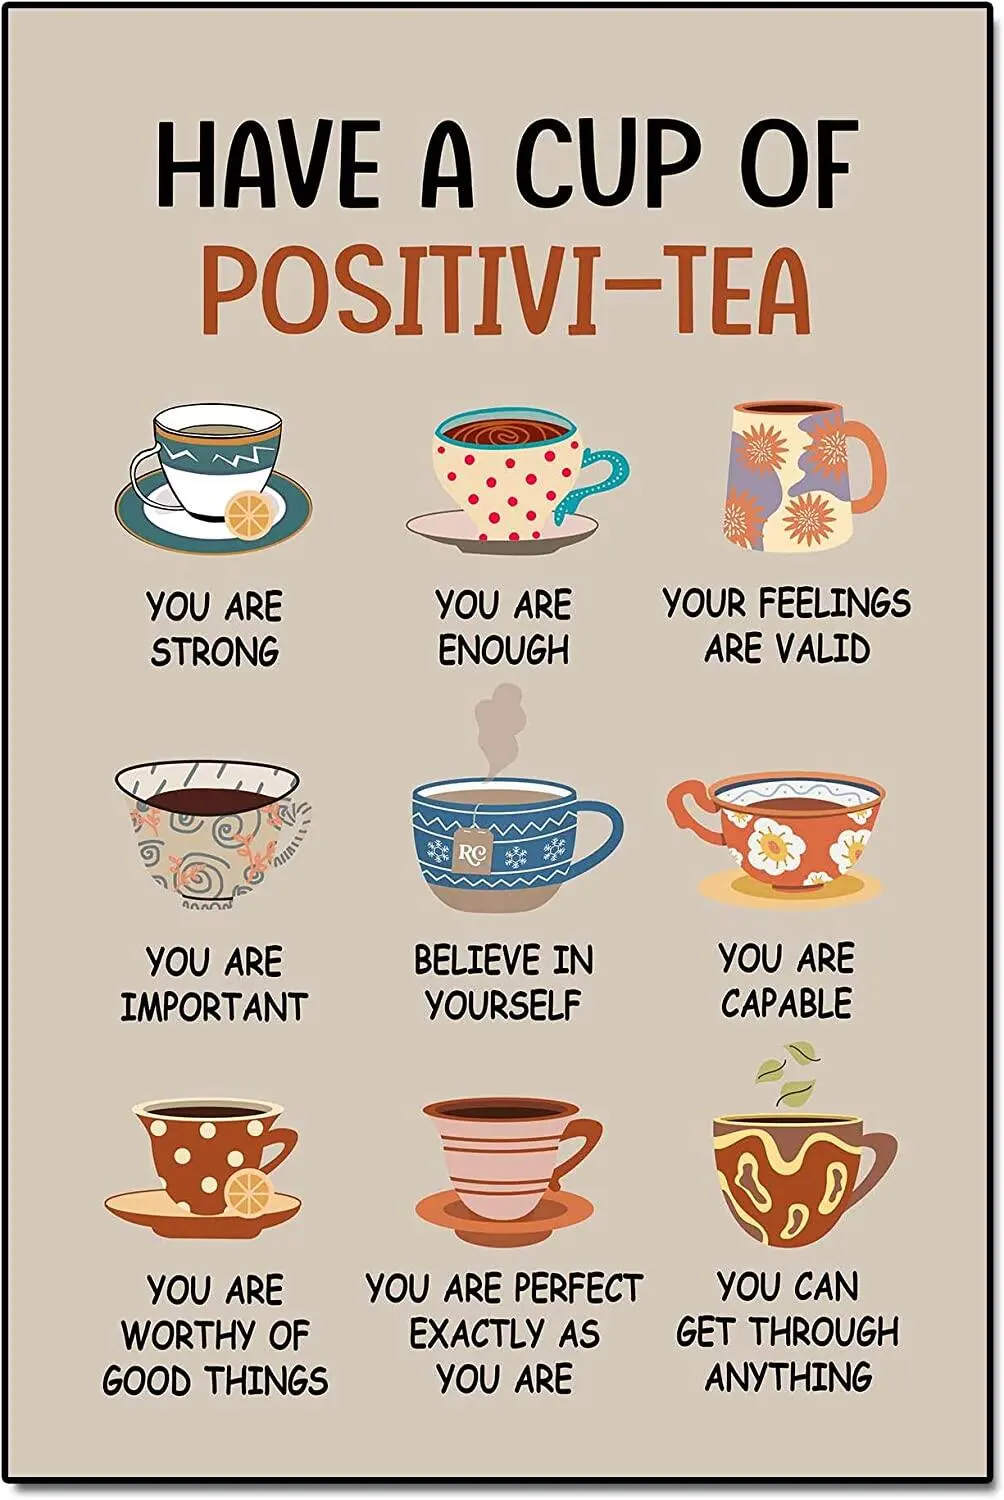 HAVE A CUP OF
POSITIVI-TEA
YOU ARE
STRONG
YOU ARE
ENOUGH
YOUR FEELINGS
ARE VALID
YOU ARE
IMPORTANT
RC
BELIEVE IN
YOURSELF
YOU ARE
CAPABLE
YOU ARE
WORTHY OF
GOOD THINGS
YOU ARE PERFECT
EXACTLY AS
YOU ARE
YOU CAN
GET THROUGH
ANYTHING